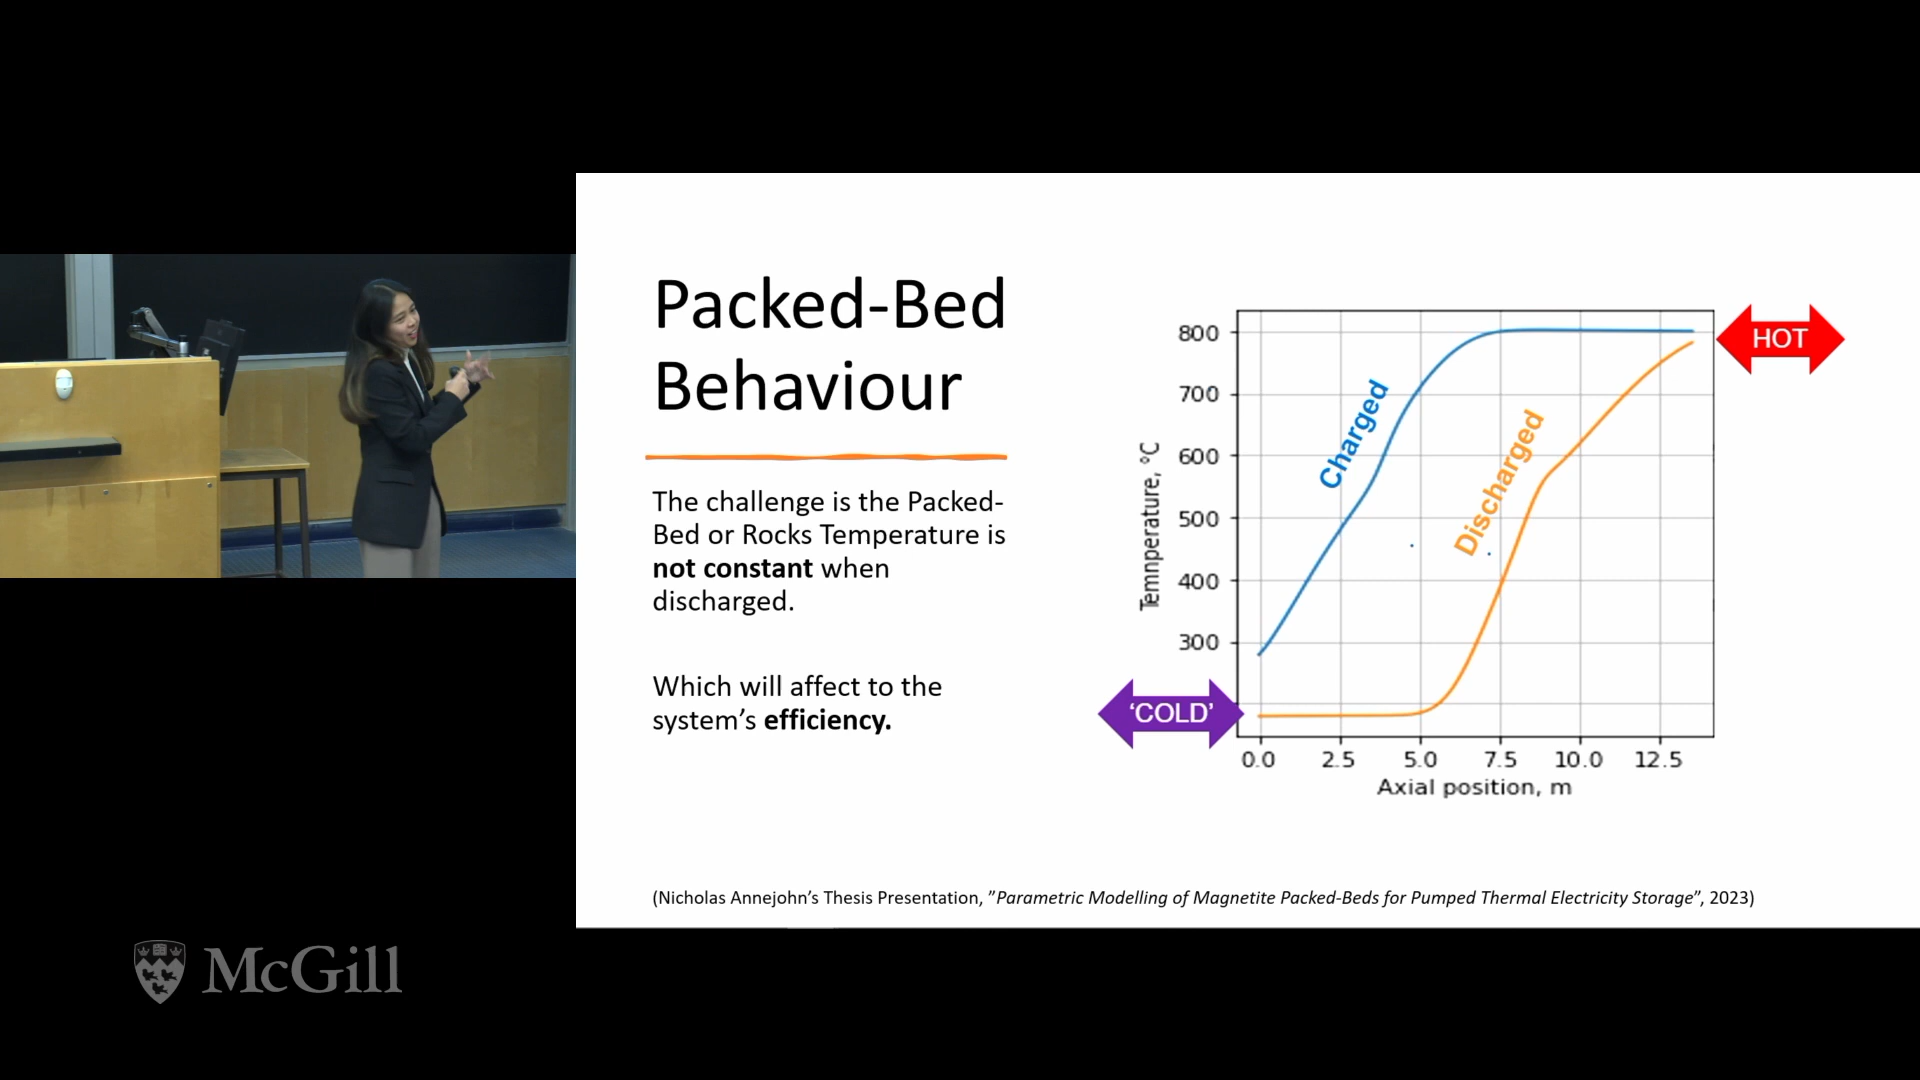 Packed-Bed
Behaviour
The challenge is the Packed-
Bed or Rocks Temperature is
not constant when
discharged.
Which will affect to the
system's efficiency.
Temnperature, °C
800
700
600
500
400
300
Charged
Discharged
HOT
'COLD'
0.0 2.5 5.0 7.5 10.0 12.5
Axial position, m
(Nicholas Annejohn's Thesis Presentation, "Parametric Modelling of Magnetite Packed-Beds for Pumped Thermal Electricity Storage", 2023)
McGill